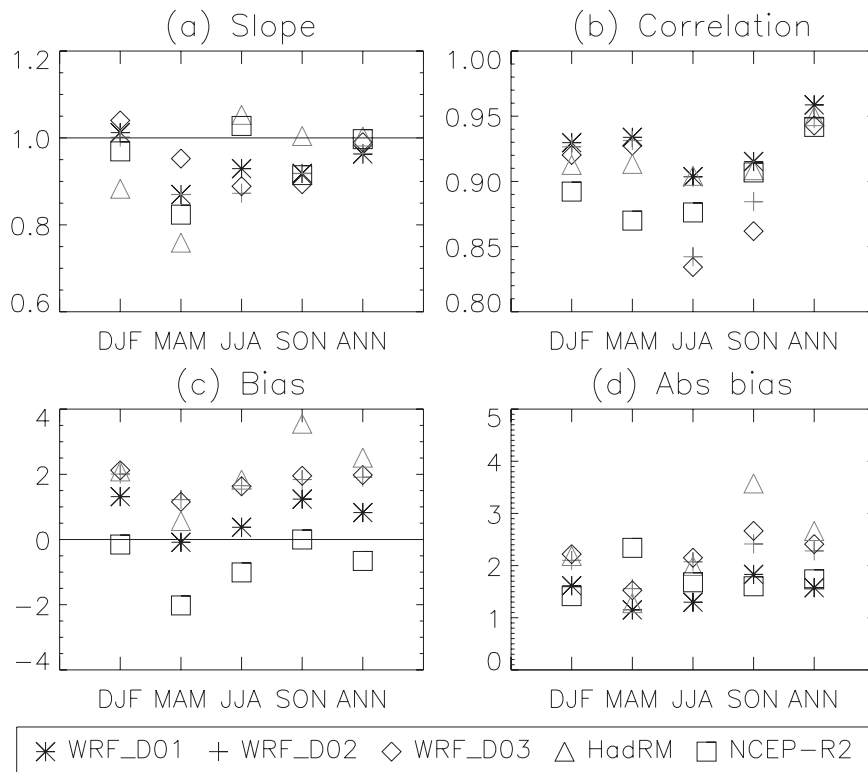 (a) Slope
(b) Correlation
1.2
1.0
0.8
0.6
DJF MAM JJA SON ANN
0.95
0.90
0.85
0.80
DJF MAM JJA SON ANN
(c) Bias
(d) Abs bias
4
2
0
-2
-4
DJF MAM JJA SON ANN
5
4
3
2
1
0
DJF MAM JJA SON ANN
WRF_D01 WRF_D02 WRF_D03 HadRM NCEP-R2